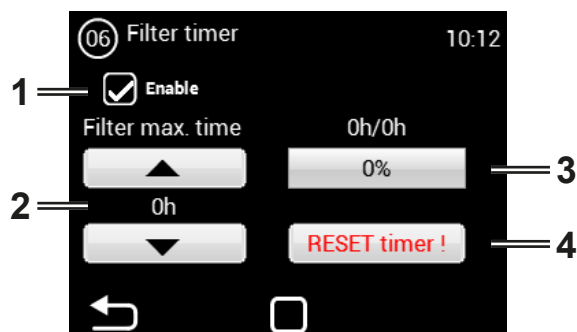 06 Filter timer 10:12
1 Enable
Filter max. time 0h/0h
0% 3
2 0h
RESET timer ! 4